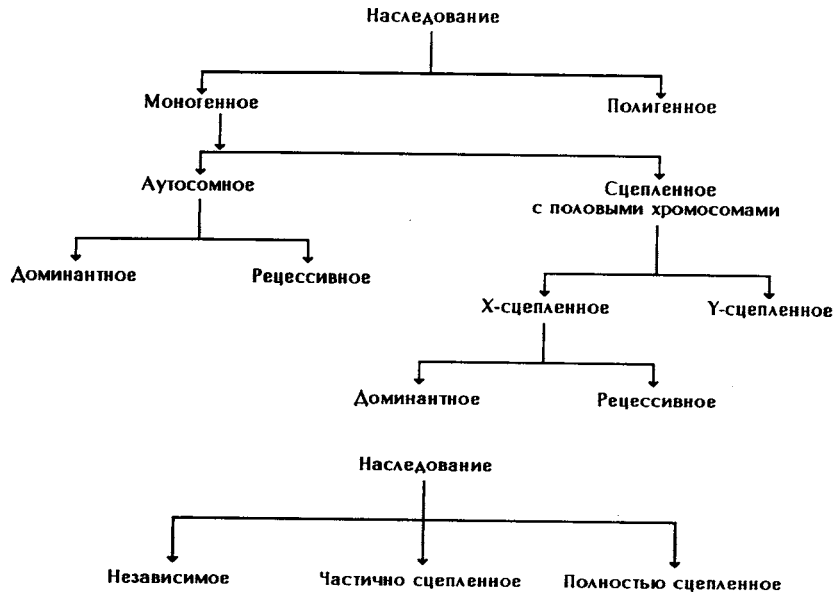 Наследование
Моногенное
Полигенное
Аутосомное
Сцепленное
с половыми хромосомами
Доминантное
Рецессивное
X-сцепленное
Y-сцепленное
Доминантное
Рецессивное
Наследование
Независимое
Частично сцепленное
Полностью сцепленное